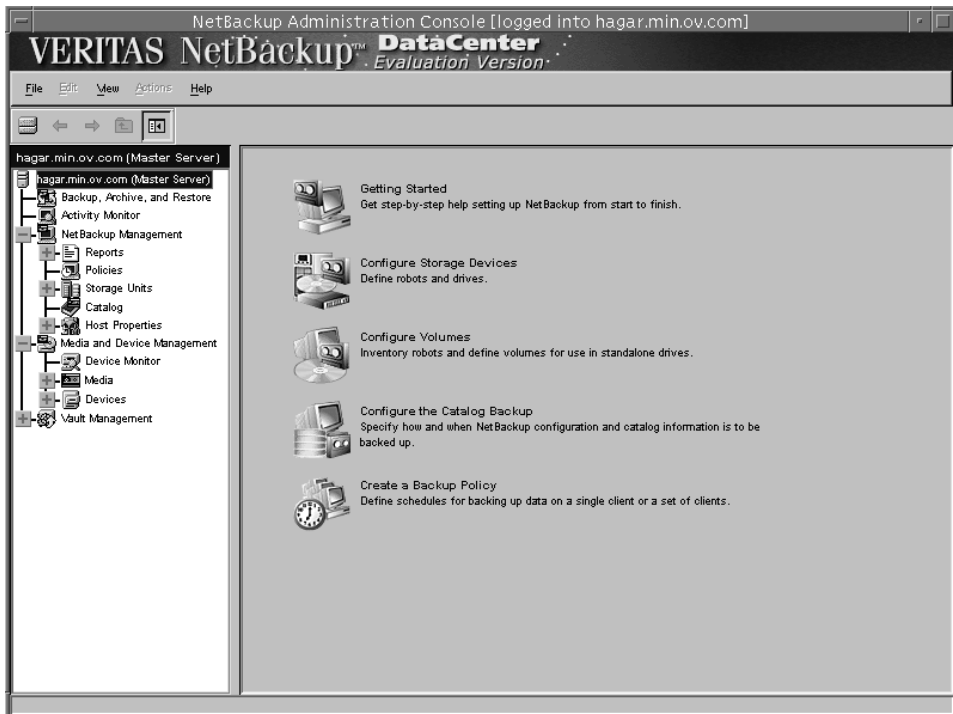 NetBackup Administration Console [logged into hagar.min.ov.com]
VERITAS NetBackup™ DataCenter
Evaluation Version
File Edit View Actions Help
hagar.min.ov.com (Master Server)
hagar.min.ov.com (Master Server)
Backup, Archive, and Restore
Activity Monitor
NetBackup Management
Reports
Policies
Storage Units
Catalog
Host Properties
Media and Device Management
Device Monitor
Media
Devices
Vault Management
Getting Started
Get step-by-step help setting up NetBackup from start to finish.
Configure Storage Devices
Define robots and drives.
Configure Volumes
Inventory robots and define volumes for use in standalone drives.
Configure the Catalog Backup
Specify how and when NetBackup configuration and catalog information is to be
backed up.
Create a Backup Policy
Define schedules for backing up data on a single client or a set of clients.